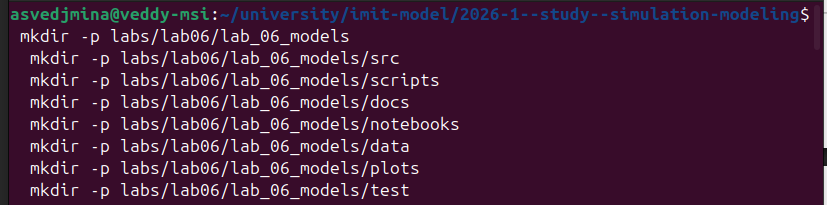 asvedjmina@veddy-msi:~/university/imit-model/2026-1--study--simulation-modeling$
mkdir -p labs/lab06/lab_06_models
mkdir -p labs/lab06/lab_06_models/src
mkdir -p labs/lab06/lab_06_models/scripts
mkdir -p labs/lab06/lab_06_models/docs
mkdir -p labs/lab06/lab_06_models/notebooks
mkdir -p labs/lab06/lab_06_models/data
mkdir -p labs/lab06/lab_06_models/plots
mkdir -p labs/lab06/lab_06_models/test